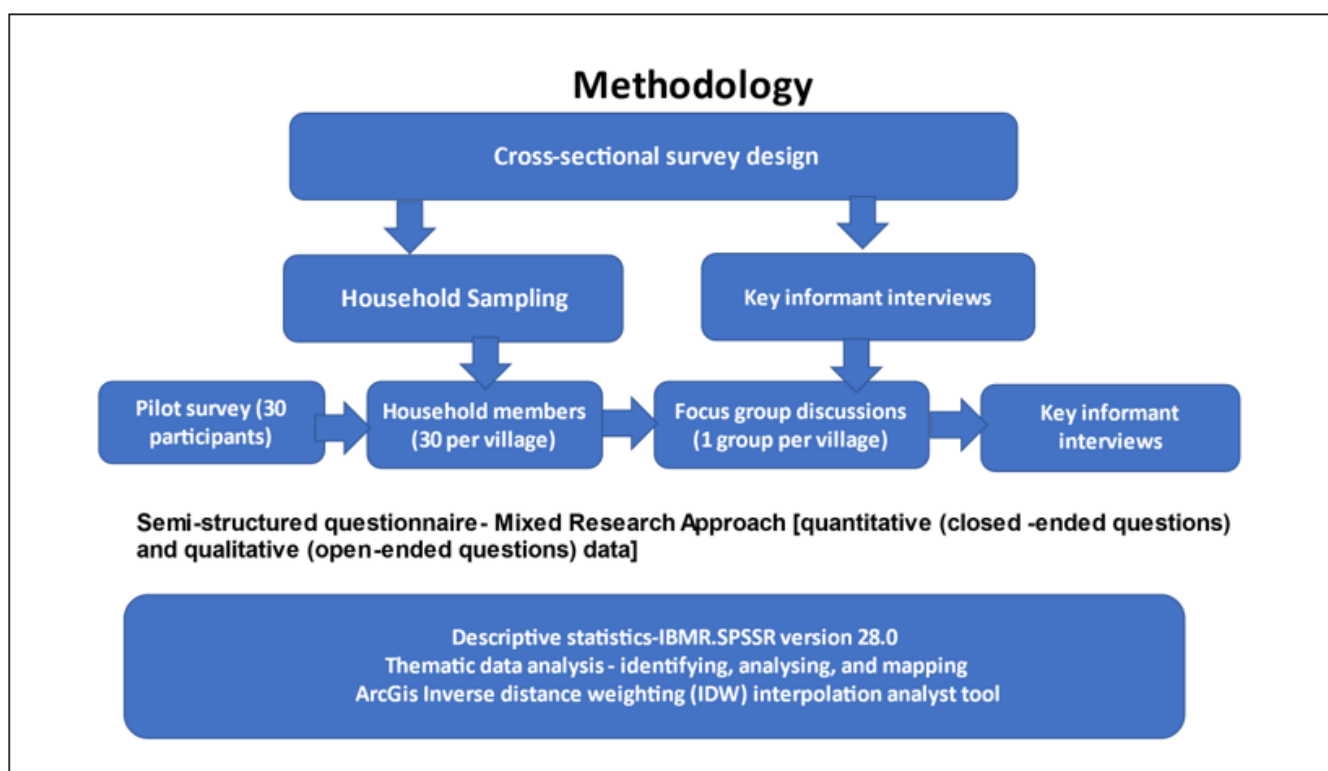 Methodology
Cross-sectional survey design
Household Sampling
Key informant interviews
Pilot survey (30
participants)
Household members
(30 per village)
Focus group discussions
(1 group per village)
Key informant
interviews
Semi-structured questionnaire- Mixed Research Approach [quantitative (closed -ended questions)
and qualitative (open-ended questions) data]
Descriptive statistics-IBMR.SPSSR version 28.0
Thematic data analysis - identifying, analysing, and mapping
ArcGis Inverse distance weighting (IDW) interpolation analyst tool